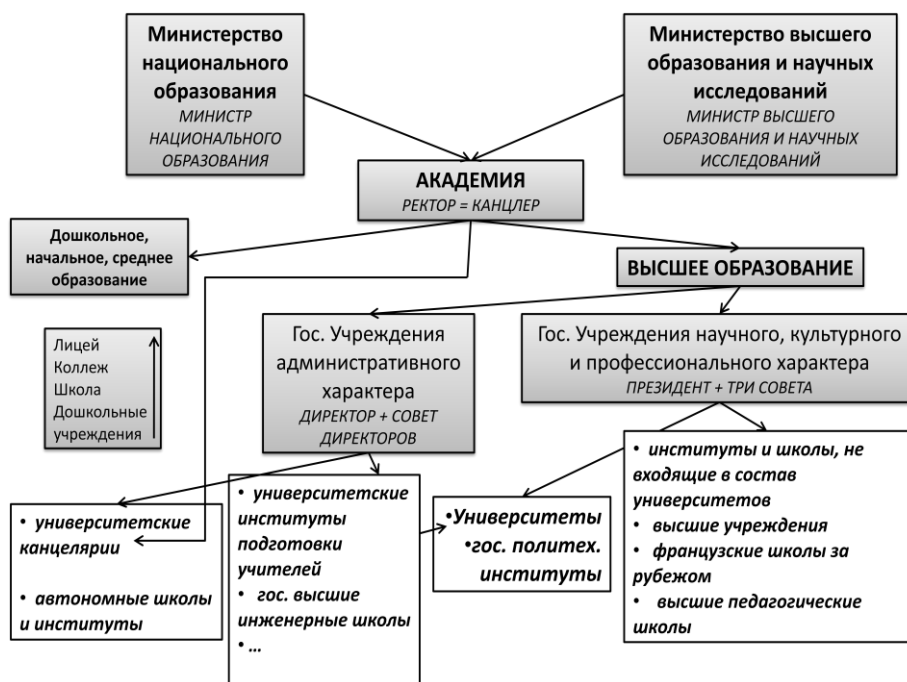 Министерство
национального
образования
МИНИСТР
НАЦИОНАЛЬНОГО
ОБРАЗОВАНИЯ
Министерство высшего
образования и научных
исследований
МИНИСТР ВЫСШЕГО
ОБРАЗОВАНИЯ И НАУЧНЫХ
ИССЛЕДОВАНИЙ
АКАДЕМИЯ
РЕКТОР = КАНЦЛЕР
Дошкольное,
начальное, среднее
образование
ВЫСШЕЕ ОБРАЗОВАНИЕ
Лицей
Коллеж
Школа
Дошкольные
учреждения
Гос. Учреждения
административного
характера
ДИРЕКТОР + СОВЕТ
ДИРЕКТОРОВ
Гос. Учреждения научного, культурного
и профессионального характера
ПРЕЗИДЕНТ + ТРИ СОВЕТА
• университетские
канцелярии
• автономные школы
и институты
• университетские
институты
подготовки
учителей
• гос. высшие
инженерные школы
• ...
•Университеты
•гос. политех.
институты
• институты и школы, не
входящие в состав
университетов
• высшие учреждения
• французские школы за
рубежом
• высшие педагогические
школы